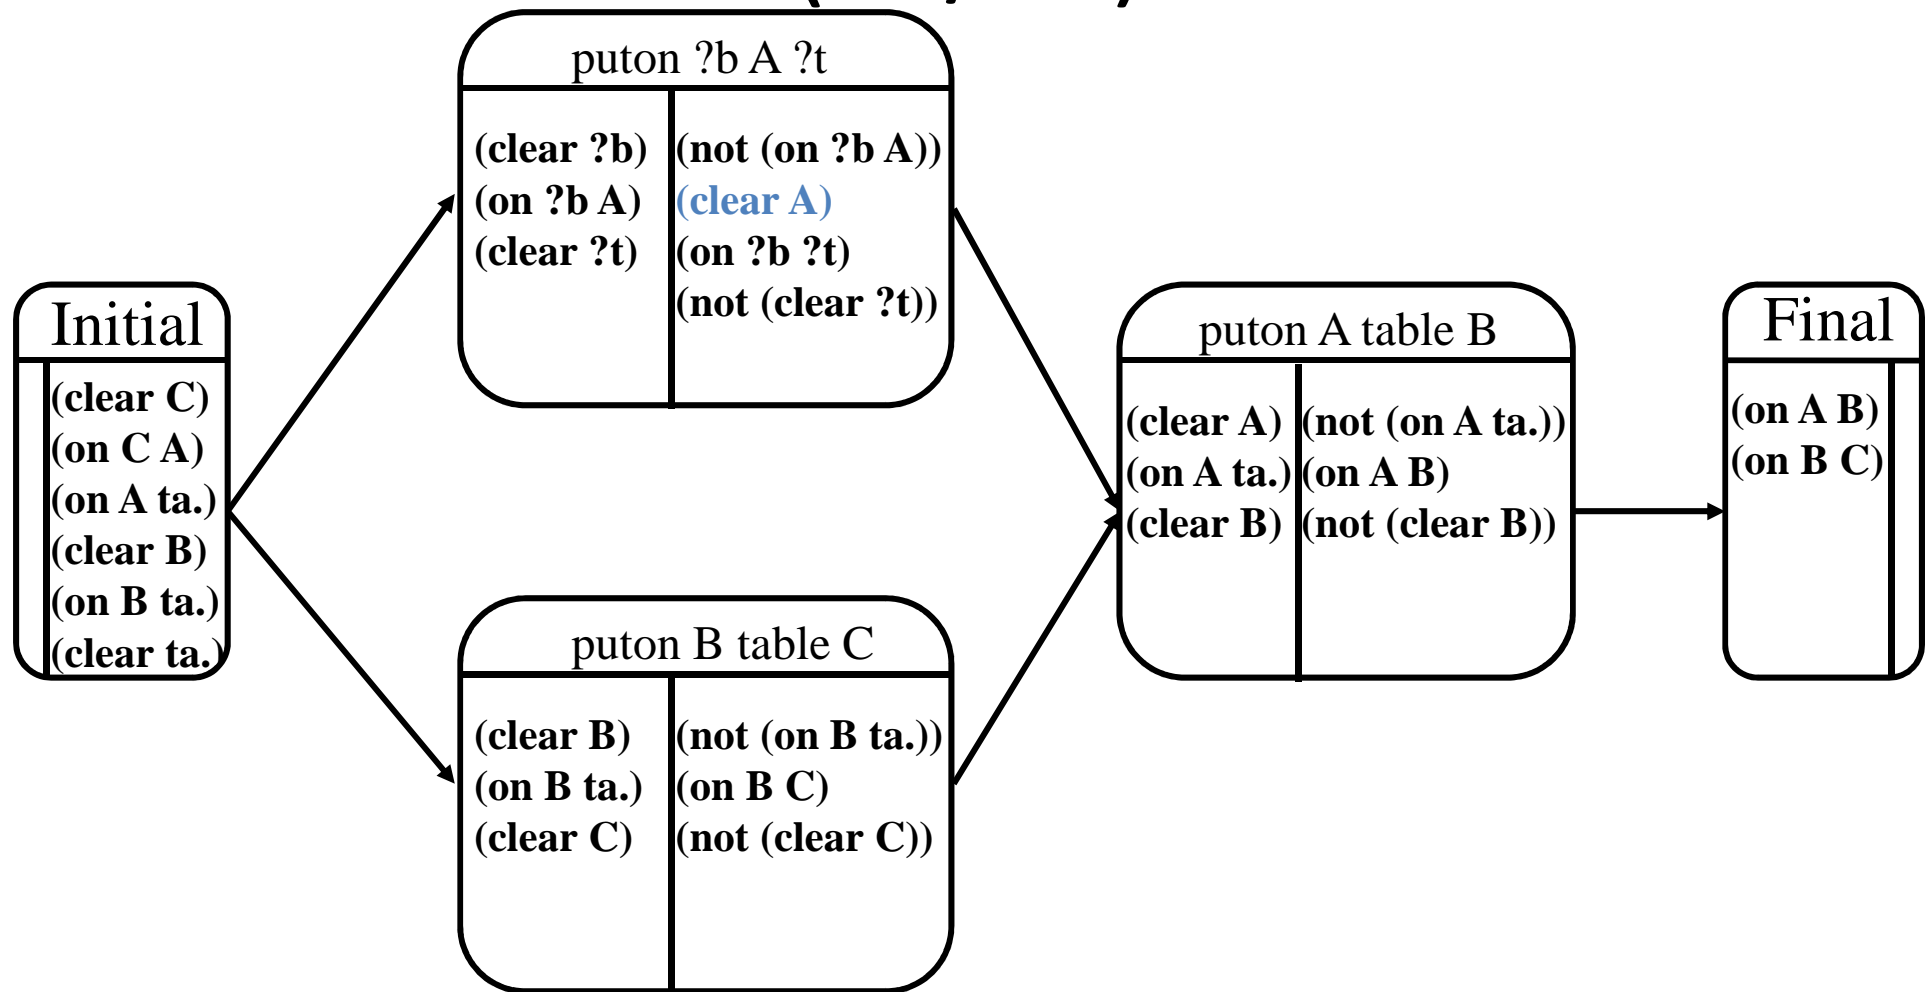 puton ?b A ?t
(clear ?b)
(on ?b A)
(clear ?t)
(not (on ?b A))
(clear A)
(on ?b ?t)
(not (clear ?t))
Initial
(clear C)
(on C A)
(on A ta.)
(clear B)
(on B ta.)
(clear ta.)
puton B table C
(clear B)
(on B ta.)
(clear C)
(not (on B ta.))
(on B C)
(not (clear C))
puton A table B
(clear A)
(on A ta.)
(clear B)
(not (on A ta.))
(on A B)
(not (clear B))
Final
(on A B)
(on B C)